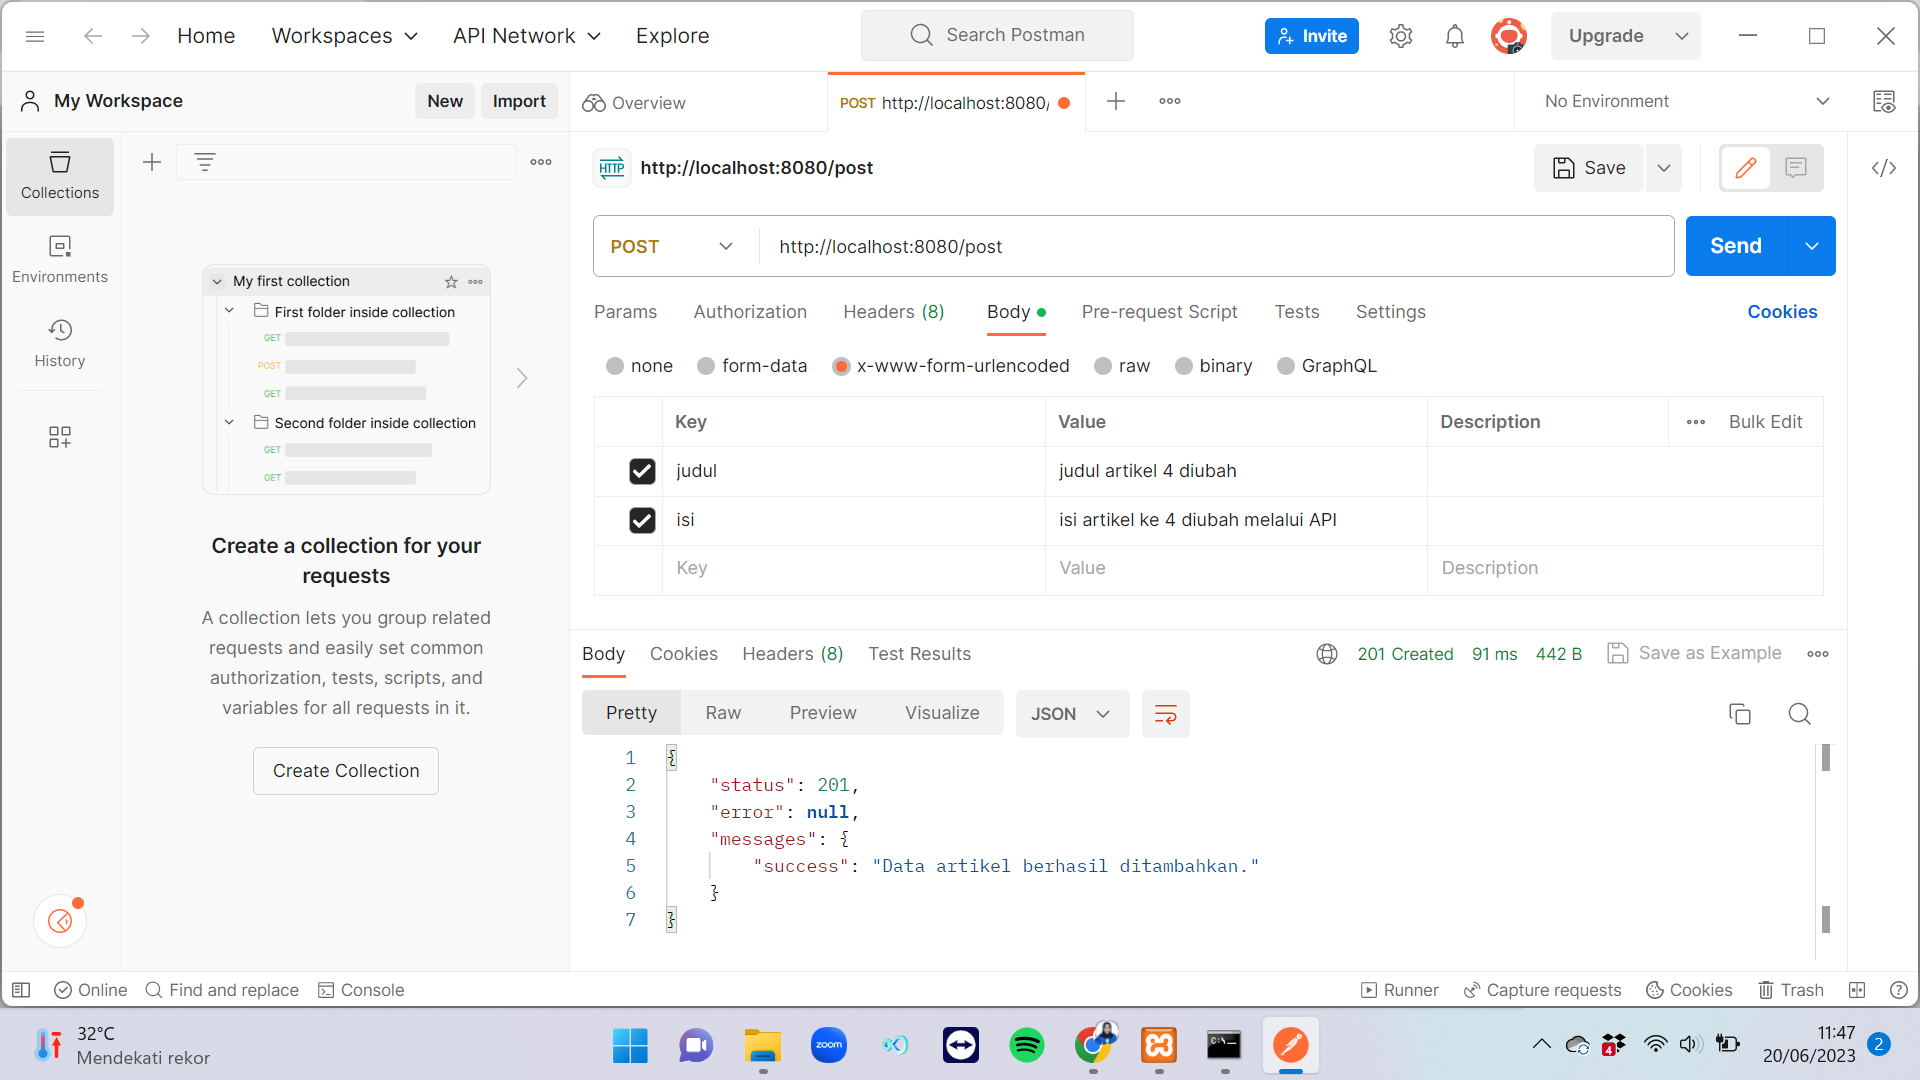 Home
Workspaces
API Network
Explore
Search Postman
Invite
Upgrade
My Workspace
New
Import
Overview
POST http://localhost:8080/
No Environment
Collections
Environments
History
My first collection
First folder inside collection
GET
POST
GET
Second folder inside collection
GET
GET
Create a collection for your
requests
A collection lets you group related
requests and easily set common
authorization, tests, scripts, and
variables for all requests in it.
Create Collection
HTTP
http://localhost:8080/post
Save
POST
http://localhost:8080/post
Send
Params
Authorization
Headers (8)
Body
Pre-request Script
Tests
Settings
Cookies
none
form-data
x-www-form-urlencoded
raw
binary
GraphQL
Key
Value
Description
Bulk Edit
judul
judul artikel 4 diubah
isi
isi artikel ke 4 diubah melalui API
Key
Value
Description
Body
Cookies
Headers (8)
Test Results
201 Created
91 ms
442 B
Save as Example
Pretty
Raw
Preview
Visualize
JSON
1 {
2 "status": 201,
3 "error": null,
4 "messages": {
5 "success": "Data artikel berhasil ditambahkan."
6 }
7 }
Online
Find and replace
Console
Runner
Capture requests
Cookies
Trash
32°C
Mendekati rekor
zoom
4
11:47
20/06/2023
2